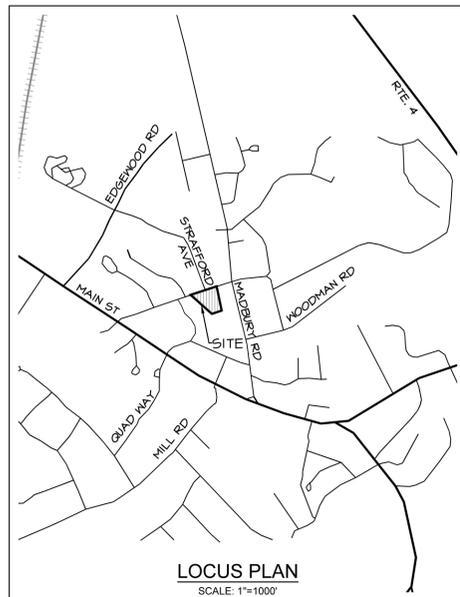 RTE. 4
EDGEWOOD RD
STRAFFORD
AVE
MADBURY RD
WOODMAN RD
MAIN ST
SITE
QUAD WAY
MILL RD
LOCUS PLAN
SCALE: 1"=1000'